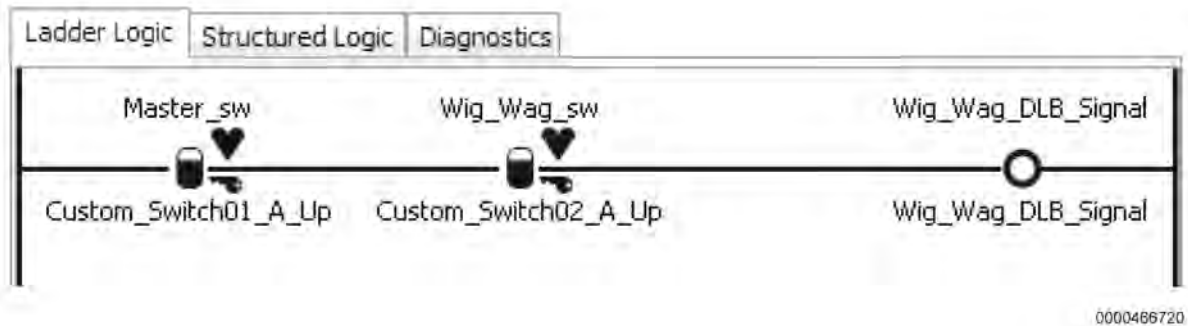 Ladder Logic Structured Logic Diagnostics
Master_sw Wig_Wag_sw Wig_Wag_DLB_Signal
Custom_Switch01_A_Up Custom_Switch02_A_Up Wig_Wag_DLB_Signal
0000466720